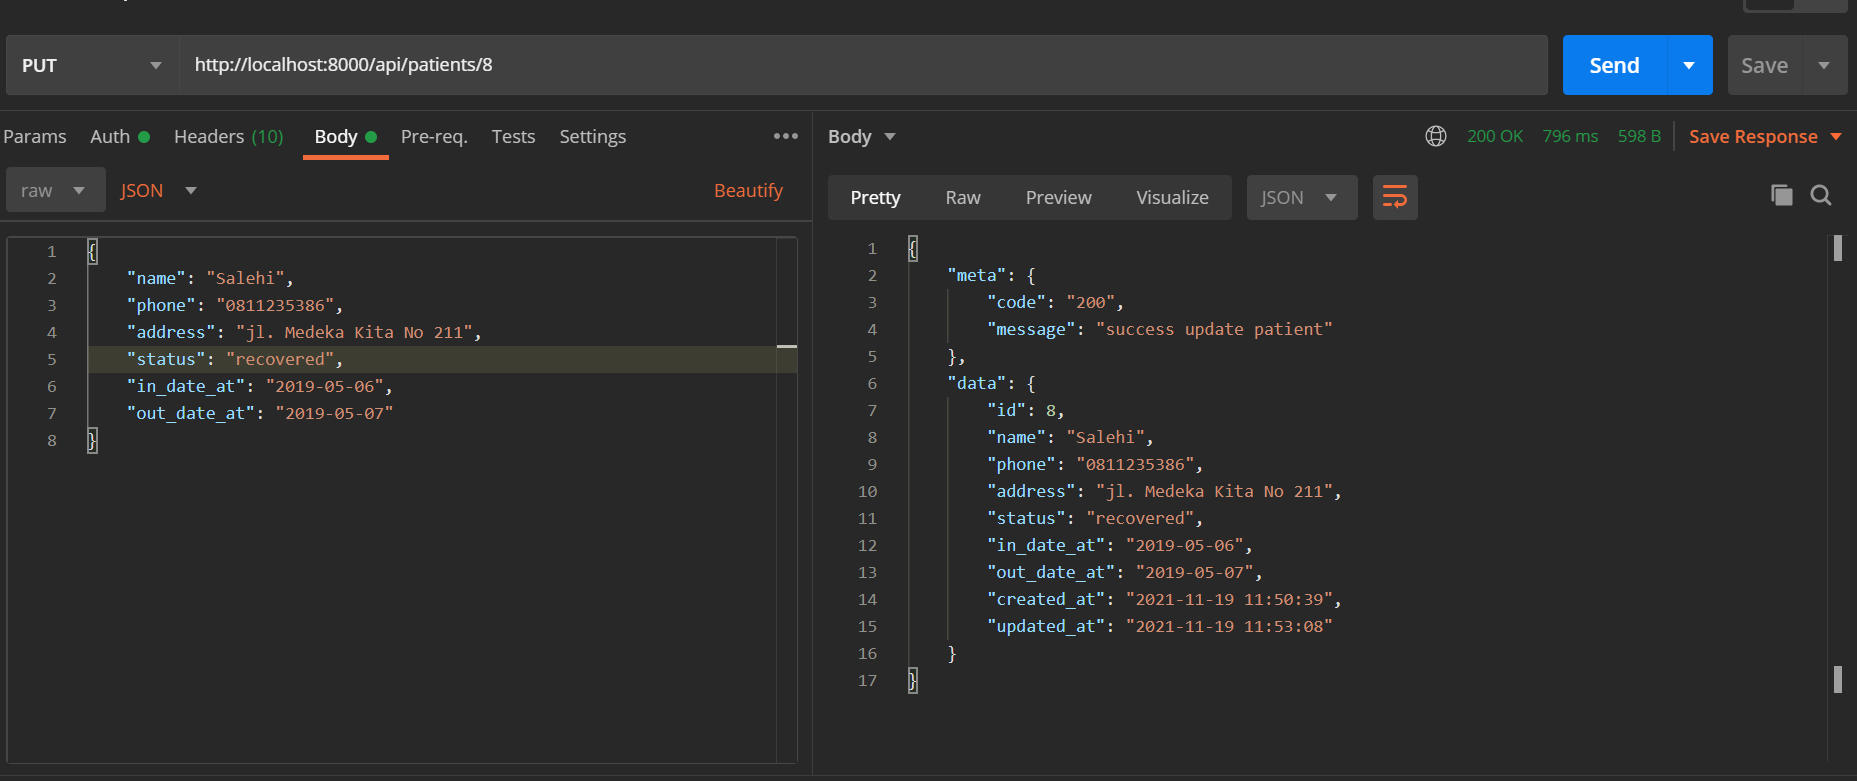 PUT http://localhost:8000/api/patients/8 Send Save
Params Auth Headers (10) Body Pre-req. Tests Settings
raw JSON Beautify
1 {
2 "name": "Salehi",
3 "phone": "0811235386",
4 "address": "jl. Medeka Kita No 211",
5 "status": "recovered",
6 "in_date_at": "2019-05-06",
7 "out_date_at": "2019-05-07"
8 }
Body 200 OK 796 ms 598 B Save Response
Pretty Raw Preview Visualize JSON
1 {
2 "meta": {
3 "code": "200",
4 "message": "success update patient"
5 },
6 "data": {
7 "id": 8,
8 "name": "Salehi",
9 "phone": "0811235386",
10 "address": "jl. Medeka Kita No 211",
11 "status": "recovered",
12 "in_date_at": "2019-05-06",
13 "out_date_at": "2019-05-07",
14 "created_at": "2021-11-19 11:50:39",
15 "updated_at": "2021-11-19 11:53:08"
16 }
17 }